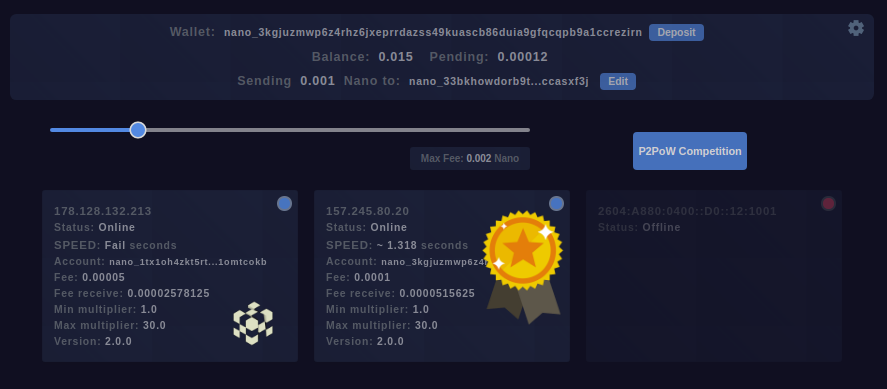 Wallet: nano_3kgjuzmwp6z4rhz6jxeprrdazss49kuascb86duia9gfqcqpb9a1ccrezirn Deposit
Balance: 0.015 Pending: 0.00012
Sending 0.001 Nano to: nano_33bkhowdorb9t...ccasxf3j Edit
Max Fee: 0.002 Nano
P2PoW Competition
178.128.132.213
Status: Online
SPEED: Fail seconds
Account: nano_1tx1oh4zkt5rt...1omtcokb
Fee: 0.00005
Fee receive: 0.00002578125
Min multiplier: 1.0
Max multiplier: 30.0
Version: 2.0.0
157.245.80.20
Status: Online
SPEED: ~ 1.318 seconds
Account: nano_3kgjuzmwp6z4r
Fee: 0.0001
Fee receive: 0.0000515625
Min multiplier: 1.0
Max multiplier: 30.0
Version: 2.0.0
2604:A880:0400::D0::12:1001
Status: Offline